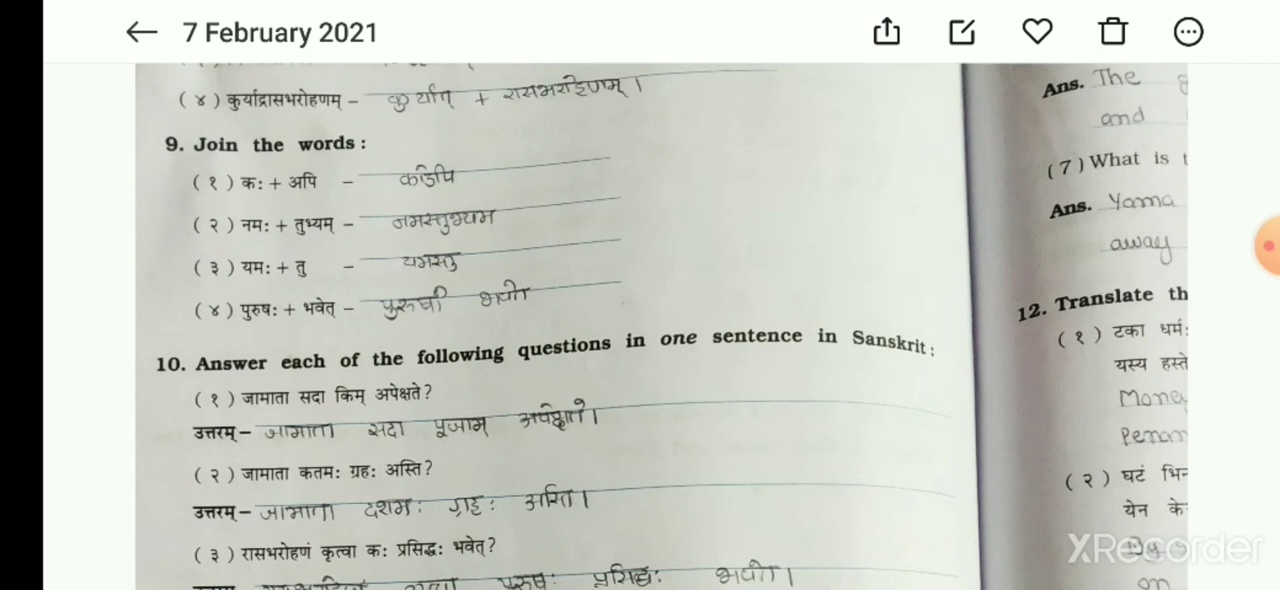 7 February 2021
(४) कुर्याद्रासभरोहणम् - कुर्यात् + रासभरोहणम् ।
9. Join the words :
(१) कः + अपि - कोऽपि
(२) नमः + तुभ्यम् - नमस्तुभ्यम
(३) यमः + तु - यमस्तु
(४) पुरुषः + भवेत् - पुरुषो भवेत
10. Answer each of the following questions in one sentence in Sanskrit :
(१) जामाता सदा किम् अपेक्षते?
उत्तरम् - जामाता सदा पूजाम् अपेक्षते।
(२) जामाता कतमः ग्रहः अस्ति?
उत्तरम् - जामाता दशमः ग्रहः अस्ति।
(३) रासभरोहणं कृत्वा कः प्रसिद्धः भवेत्?
पुरुषः प्रसिद्धः भवेत।
Ans. The
and
(7) What is t
Ans. Yama
away
12. Translate th
(१) टका धर्मः
यस्य हस्ते
Money
(२) घटं भिन
येन के
on
XRecorder